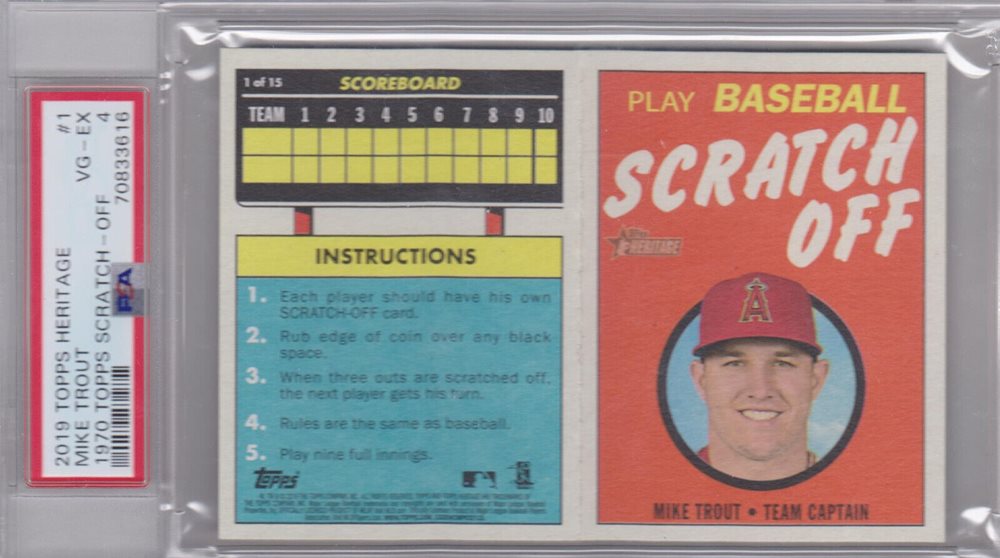 2019 TOPPS HERITAGE #1
MIKE TROUT VG - EX
1970 TOPPS SCRATCH - OFF 4
70833616
PSA
1 of 15 SCOREBOARD
TEAM 1 2 3 4 5 6 7 8 9 10
INSTRUCTIONS
1. Each player should have his own
SCRATCH-OFF card.
2. Rub edge of coin over any black
space.
3. When three outs are scratched off,
the next player gets his turn.
4. Rules are the same as baseball.
5. Play nine full innings.
Topps
PLAY BASEBALL
SCRATCH
OFF
Topps
HERITAGE
A
MIKE TROUT • TEAM CAPTAIN